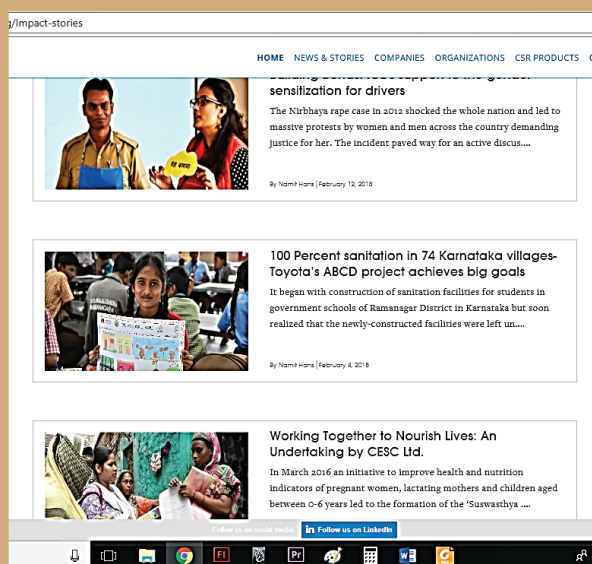 g/Impact-stories
HOME NEWS & STORIES COMPANIES ORGANIZATIONS CSR PRODUCTS
sensitization for drivers
The Nirbhaya rape case in 2012 shocked the whole nation and led to
massive protests by women and men across the country demanding
justice for her. The incident paved way for an active discus....
By Namit Hans | February 12, 2018
100 Percent sanitation in 74 Karnataka villages-
Toyota's ABCD project achieves big goals
It began with construction of sanitation facilities for students in
government schools of Ramanagar District in Karnataka but soon
realized that the newly-constructed facilities were left un....
By Namit Hans | February 4, 2018
Working Together to Nourish Lives: An
Undertaking by CESC Ltd.
In March 2016 an initiative to improve health and nutrition
indicators of pregnant women, lactating mothers and children aged
between 0-6 years led to the formation of the 'Suswasthya ....
Follow us on social media in Follow us on LinkedIn
Fl Pr W G